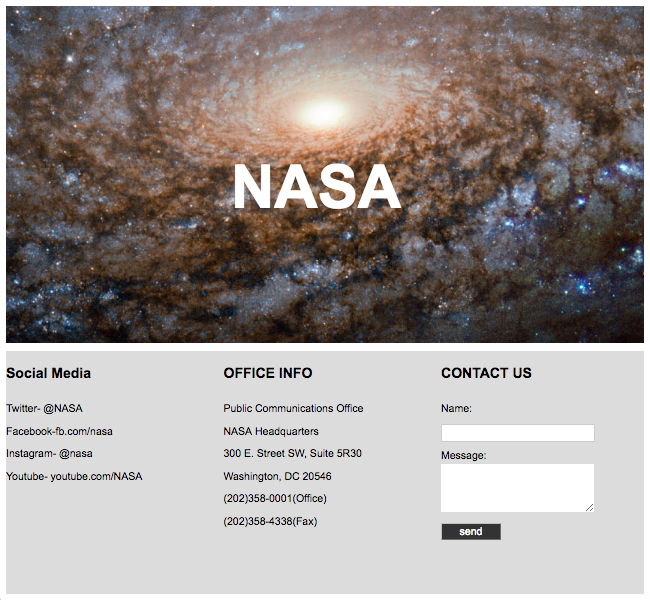 NASA
Social Media
Twitter- @NASA
Facebook-fb.com/nasa
Instagram- @nasa
Youtube- youtube.com/NASA
OFFICE INFO
Public Communications Office
NASA Headquarters
300 E. Street SW, Suite 5R30
Washington, DC 20546
(202)358-0001(Office)
(202)358-4338(Fax)
CONTACT US
Name:
Message:
send